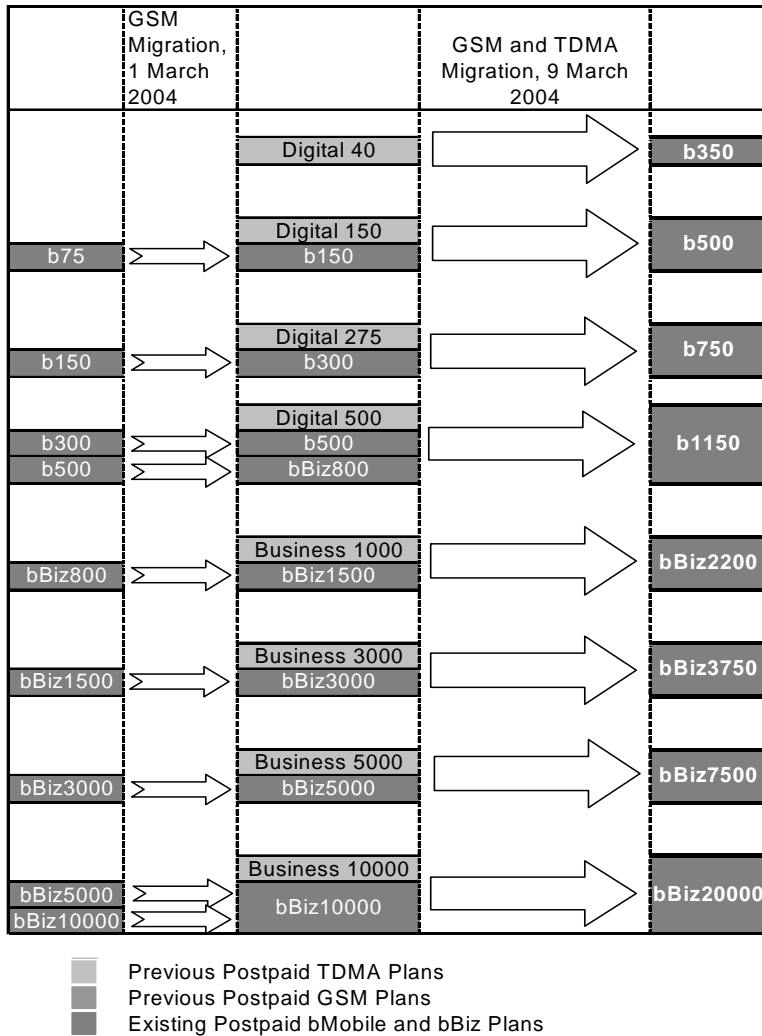 GSM
Migration,
1 March
2004
GSM and TDMA
Migration, 9 March
2004
Digital 40
b350
Digital 150
b75
b150
b500
Digital 275
b150
b300
b750
Digital 500
b300
b500
b1150
b500
bBiz800
Business 1000
bBiz800
bBiz1500
bBiz2200
Business 3000
bBiz1500
bBiz3000
bBiz3750
Business 5000
bBiz3000
bBiz5000
bBiz7500
Business 10000
bBiz5000
bBiz10000
bBiz10000
bBiz20000
Previous Postpaid TDMA Plans
Previous Postpaid GSM Plans
Existing Postpaid bMobile and bBiz Plans